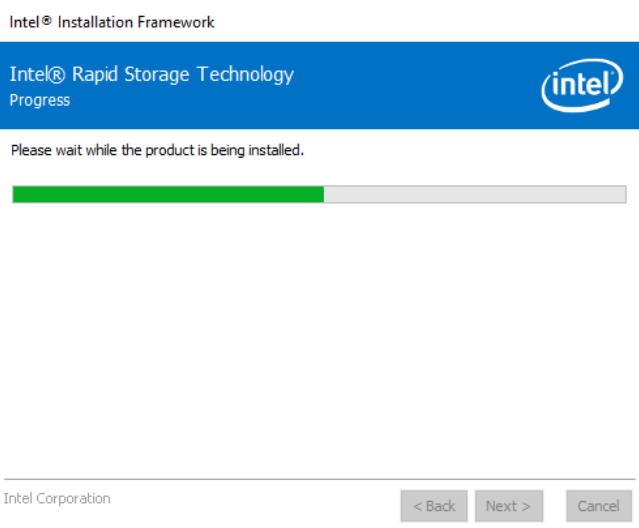 Intel® Installation Framework
Intel® Rapid Storage Technology
Progress
intel
Please wait while the product is being installed.
Intel Corporation
< Back Next > Cancel